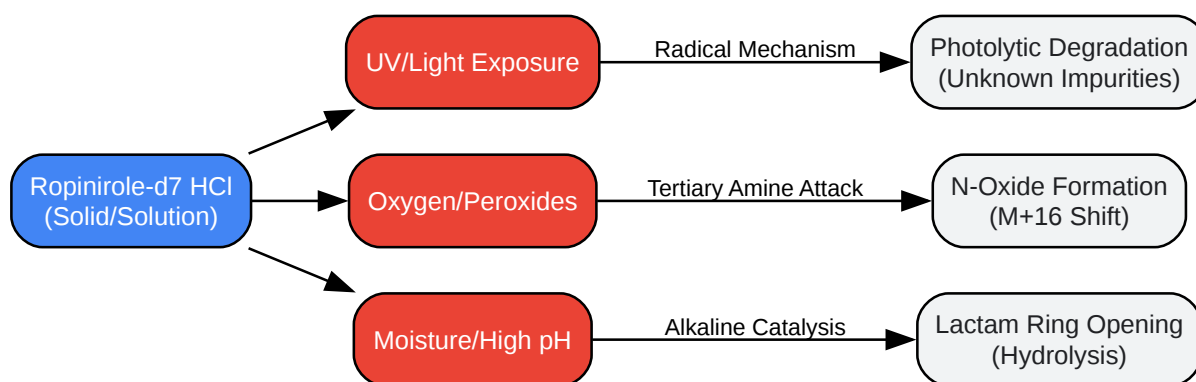 UV/Light Exposure
Radical Mechanism
Photolytic Degradation
(Unknown Impurities)
Ropinirole-d7 HCl
(Solid/Solution)
Oxygen/Peroxides
Tertiary Amine Attack
N-Oxide Formation
(M+16 Shift)
Moisture/High pH
Alkaline Catalysis
Lactam Ring Opening
(Hydrolysis)